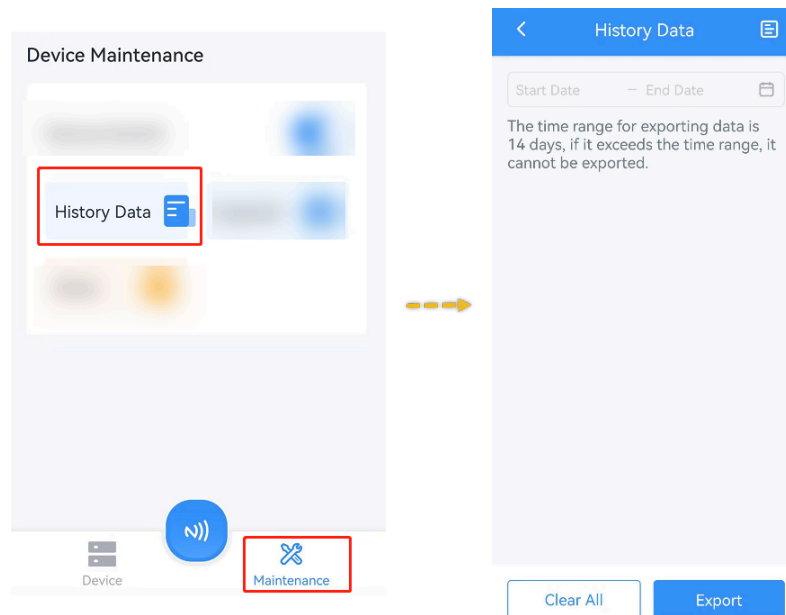 Device Maintenance
History Data
Device
Maintenance
History Data
Start Date – End Date
The time range for exporting data is
14 days, if it exceeds the time range, it
cannot be exported.
Clear All
Export